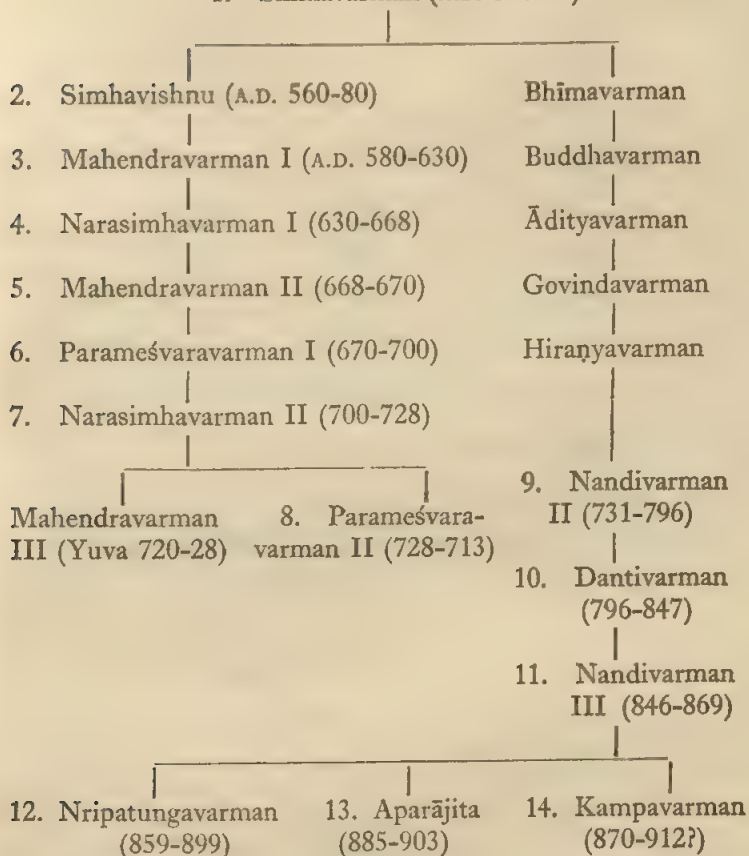 2. Simhavishnu (A.D. 560-80) Bhīmavarman
3. Mahendravarman I (A.D. 580-630) Buddhavarman
4. Narasimhavarman I (630-668) Ādityavarman
5. Mahendravarman II (668-670) Govindavarman
6. Parameśvaravarman I (670-700) Hiraṇyavarman
7. Narasimhavarman II (700-728)
Mahendravarman
III (Yuva 720-28)
8. Parameśvara-
varman II (728-713)
9. Nandivarman
II (731-796)
10. Dantivarman
(796-847)
11. Nandivarman
III (846-869)
12. Nripatungavarman
(859-899)
13. Aparājita
(885-903)
14. Kampavarman
(870-912?)